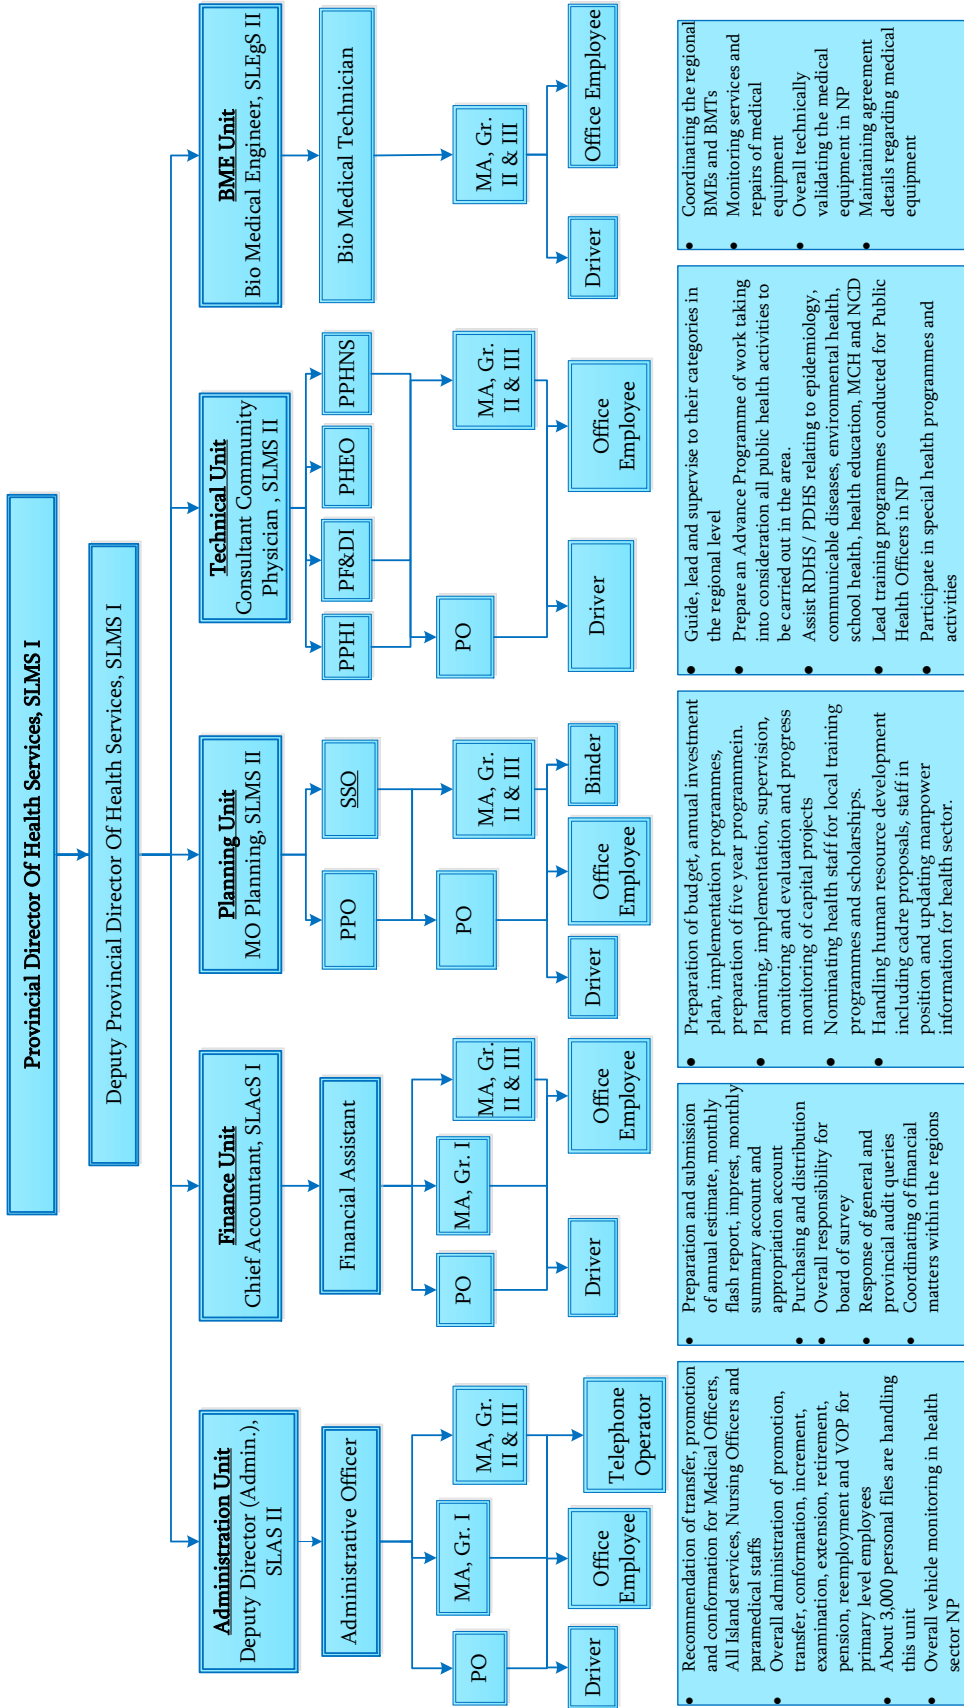 Provincial Director Of Health Services, SLMS I
Deputy Provincial Director Of Health Services, SLMS I
Administration Unit
Deputy Director (Admin.),
SLAS II
Administrative Officer
PO
MA, Gr. I
MA, Gr.
II & III
Driver
Office
Employee
Telephone
Operator
Finance Unit
Chief Accountant, SLAcS I
Financial Assistant
PO
MA, Gr. I
MA, Gr.
II & III
Driver
Office
Employee
Planning Unit
MO Planning, SLMS II
PPO
SSO
PO
MA, Gr.
II & III
Driver
Office
Employee
Binder
Technical Unit
Consultant Community
Physician , SLMS II
PPHI
PF&DI
PHEO
PPHNS
PO
MA, Gr.
II & III
Driver
Office
Employee
BME Unit
Bio Medical Engineer, SLEgS II
Bio Medical Technician
MA, Gr.
II & III
Driver
Office Employee
• Recommendation of transfer, promotion
and conformation for Medical Officers,
All Island services, Nursing Officers and
paramedical staffs
• Overall administration of promotion,
transfer, conformation, increment,
examination, extension, retirement,
pension, reemployment and VOP for
primary level employees
• About 3,000 personal files are handling
this unit
• Overall vehicle monitoring in health
sector NP
• Preparation and submission
of annual estimate, monthly
flash report, imprest, monthly
summary account and
appropriation account
• Purchasing and distribution
• Overall responsibility for
board of survey
• Response of general and
provincial audit queries
• Coordinating of financial
matters within the regions
• Preparation of budget, annual investment
plan, implementation programmes,
preparation of five year programmein.
• Planning, implementation, supervision,
monitoring and evaluation and progress
monitoring of capital projects
• Nominating health staff for local training
programmes and scholarships.
• Handling human resource development
including cadre proposals, staff in
position and updating manpower
information for health sector.
• Guide, lead and supervise to their categories in
the regional level
• Prepare an Advance Programme of work taking
into consideration all public health activities to
be carried out in the area.
• Assist RDHS / PDHS relating to epidemiology,
communicable diseases, environmental health,
school health, health education, MCH and NCD
• Lead training programmes conducted for Public
Health Officers in NP
• Participate in special health programmes and
activities
• Coordinating the regional
BMEs and BMTs
• Monitoring services and
repairs of medical
equipment
• Overall technically
validating the medical
equipment in NP
• Maintaining agreement
details regarding medical
equipment